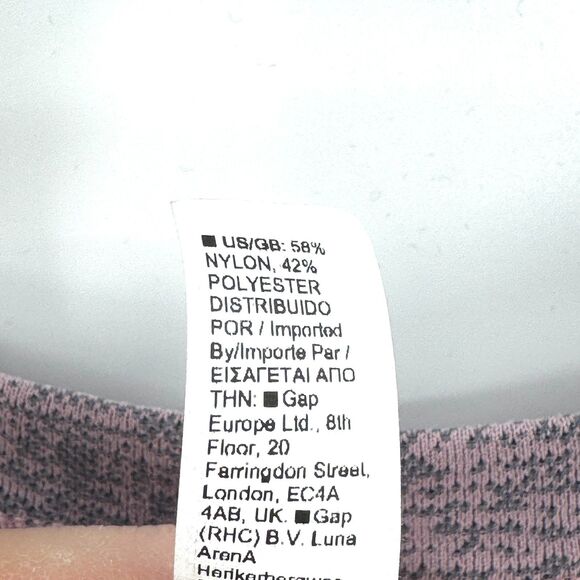 ■ US/GB: 58%
NYLON, 42%
POLYESTER
DISTRIBUIDO
POR / Imported
By/Importe Par /
ΕΙΣΑΓΕΤΑΙ ΑΠΟ
ΤΗΝ: ■ Gap
Europe Ltd., 8th
Floor, 20
Farringdon Street,
London, EC4A
4AB, UK. ■ Gap
(RHC) B.V. Luna
ArenA